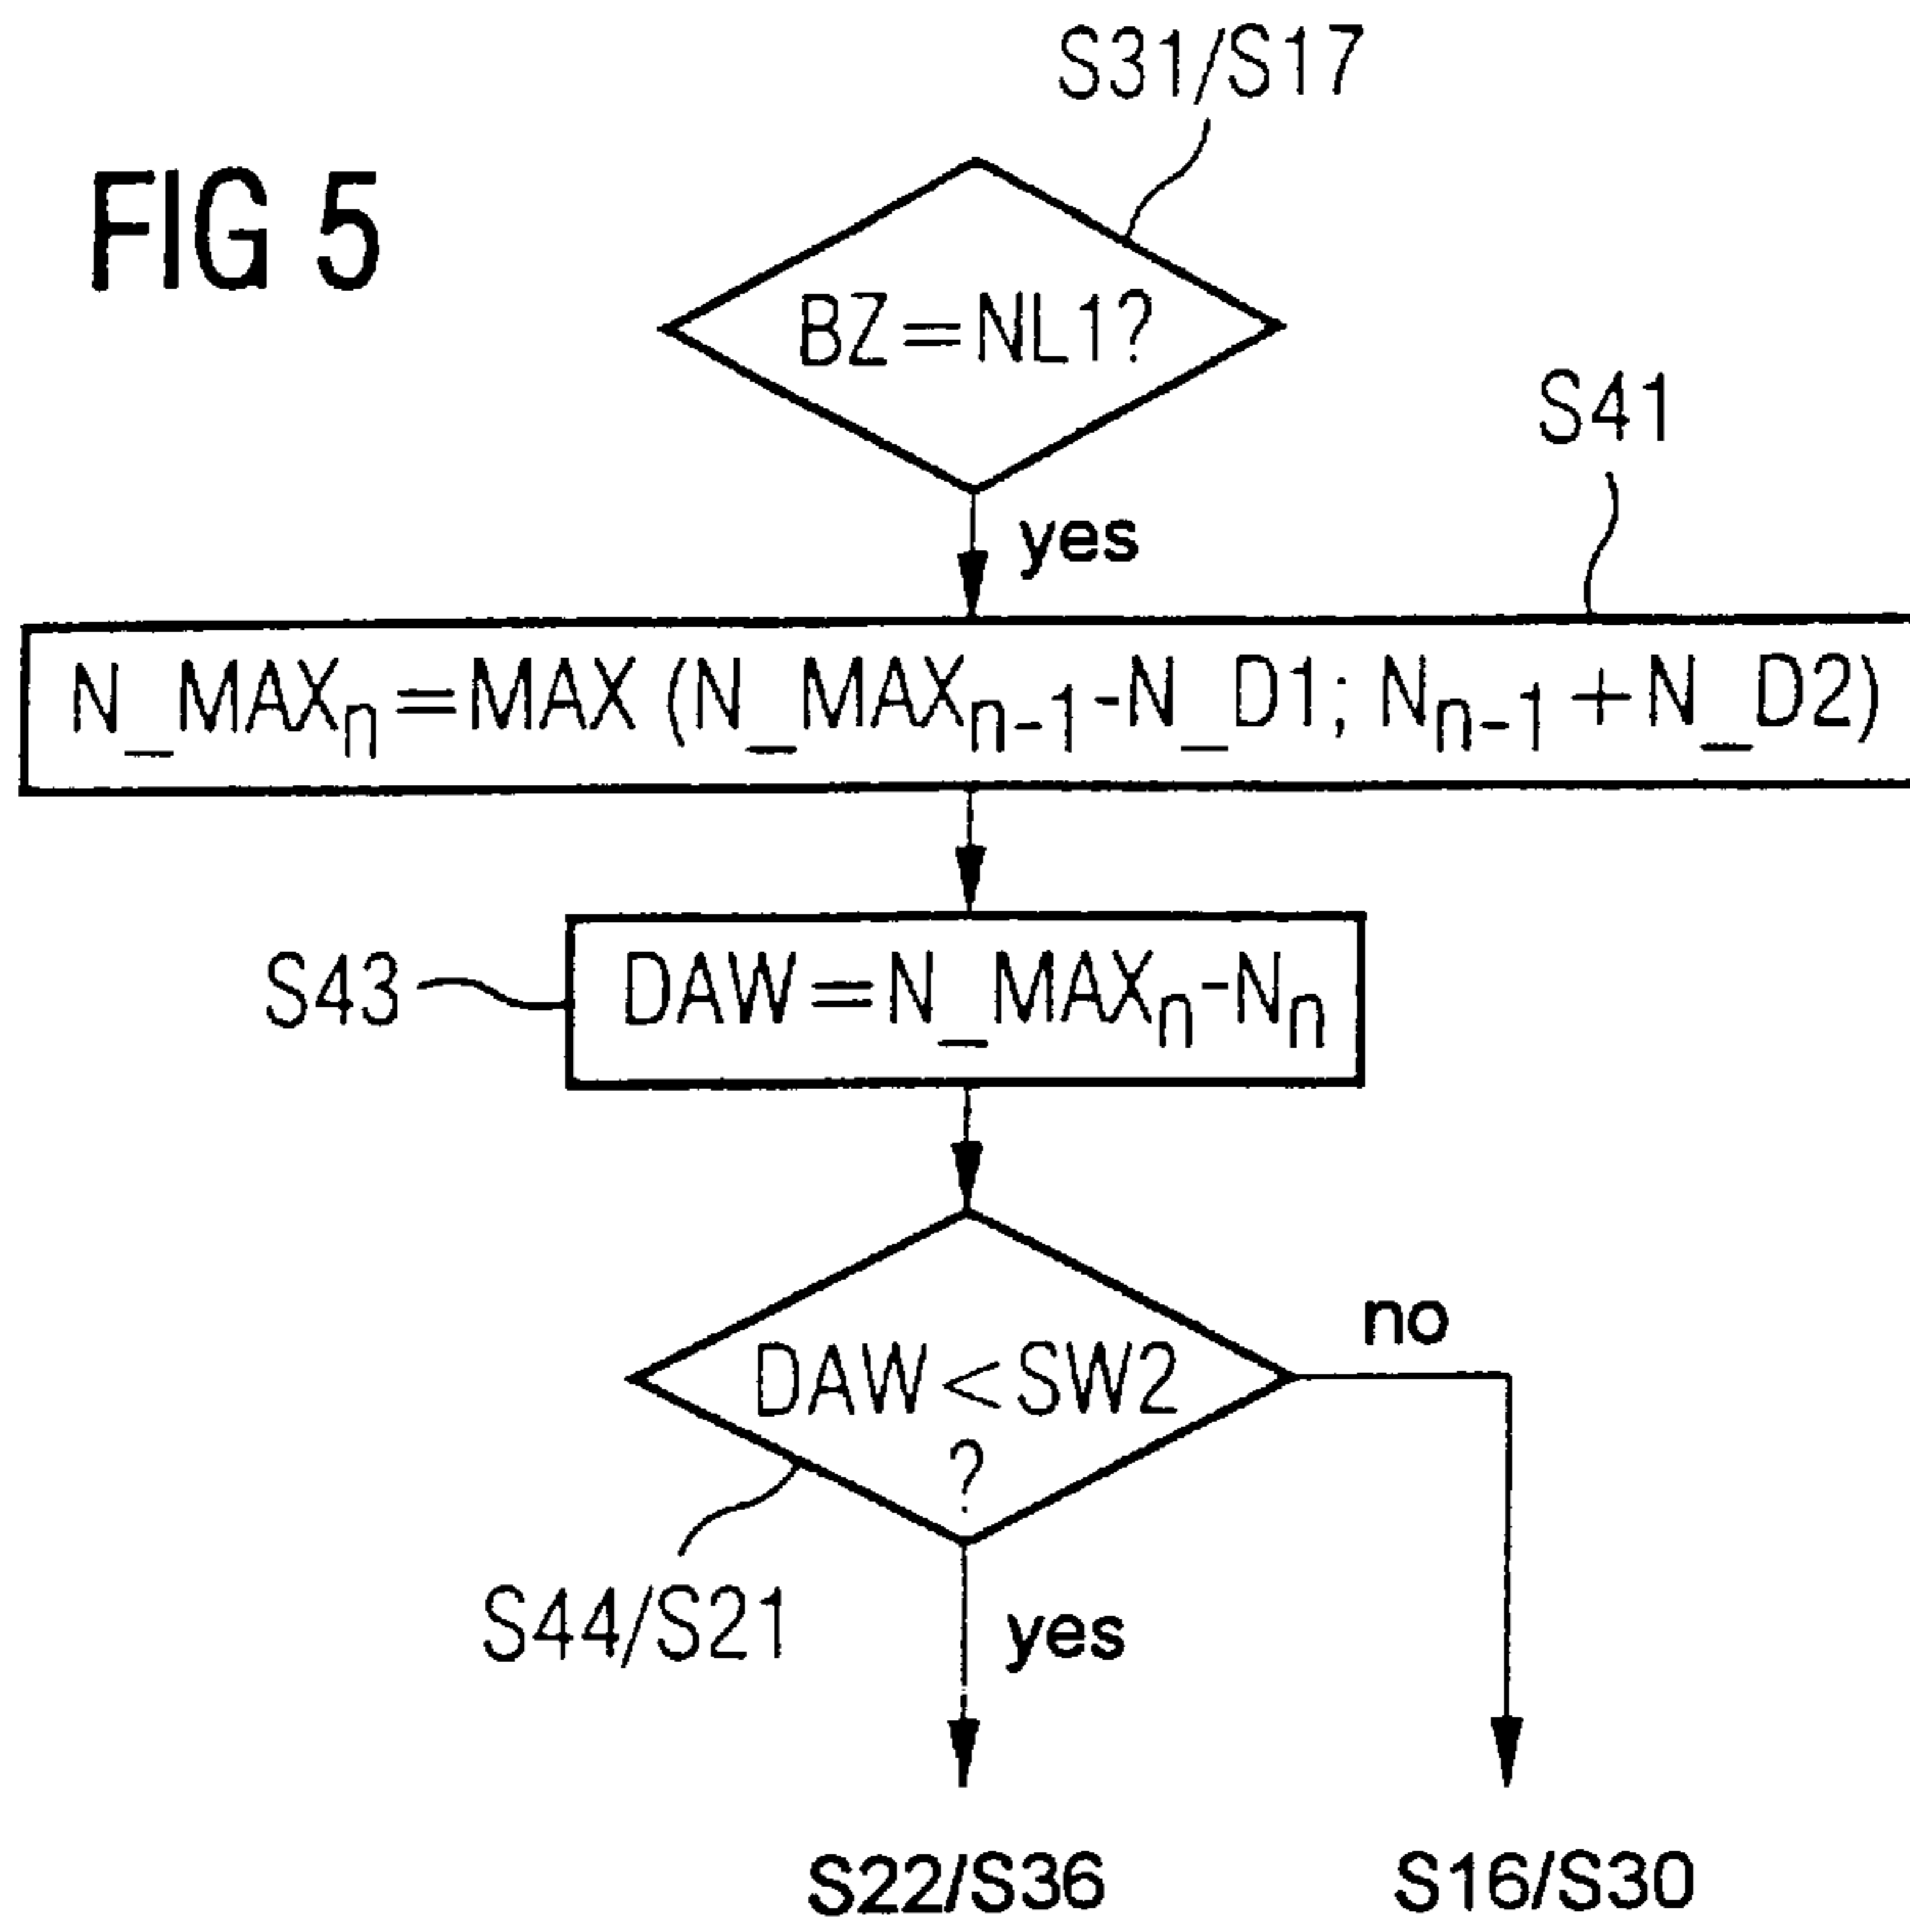 S31/S17
FIG 5
BZ=NL1?
S41
yes
N_MAXn=MAX (N_MAXn-1-N_D1; Nn-1+N_D2)
S43
DAW=N_MAXn-Nn
no
DAW<SW2
?
S44/S21
yes
S22/S36
S16/S30